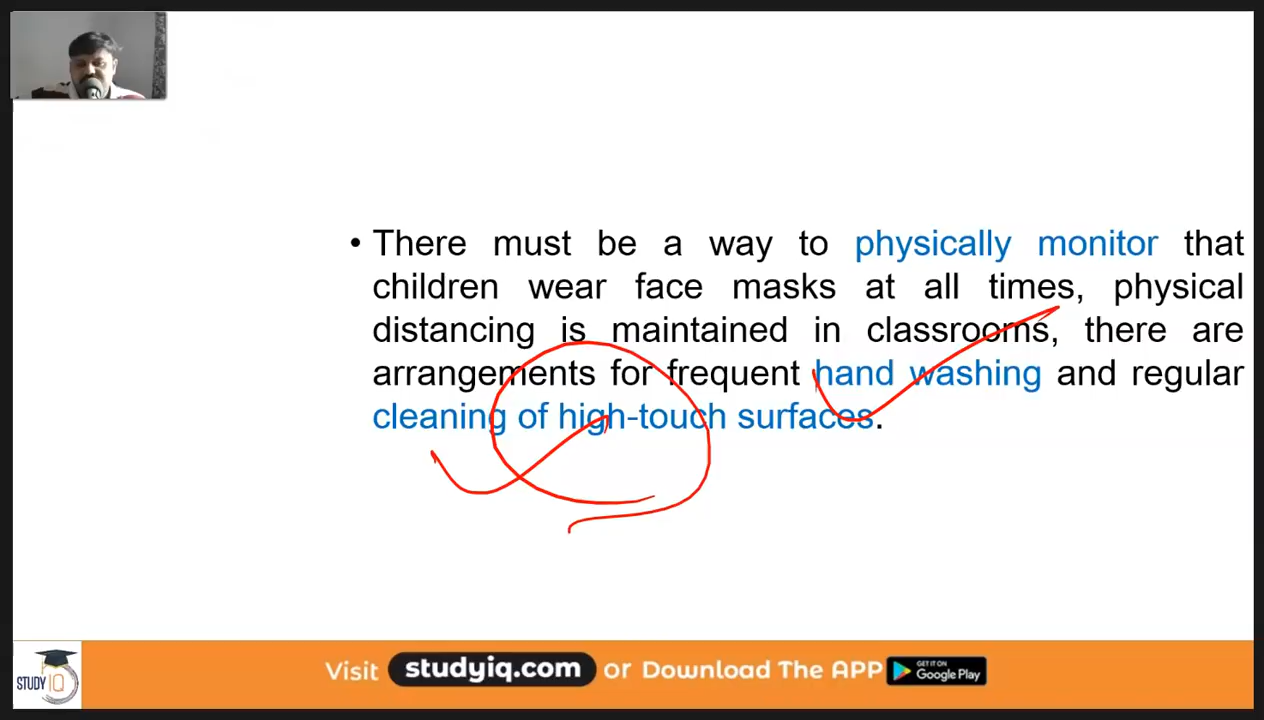 • There must be a way to physically monitor that
children wear face masks at all times, physical
distancing is maintained in classrooms, there are
arrangements for frequent hand washing and regular
cleaning of high-touch surfaces.
STUDY IQ
Visit studyiq.com or Download The APP GET IT ON Google Play